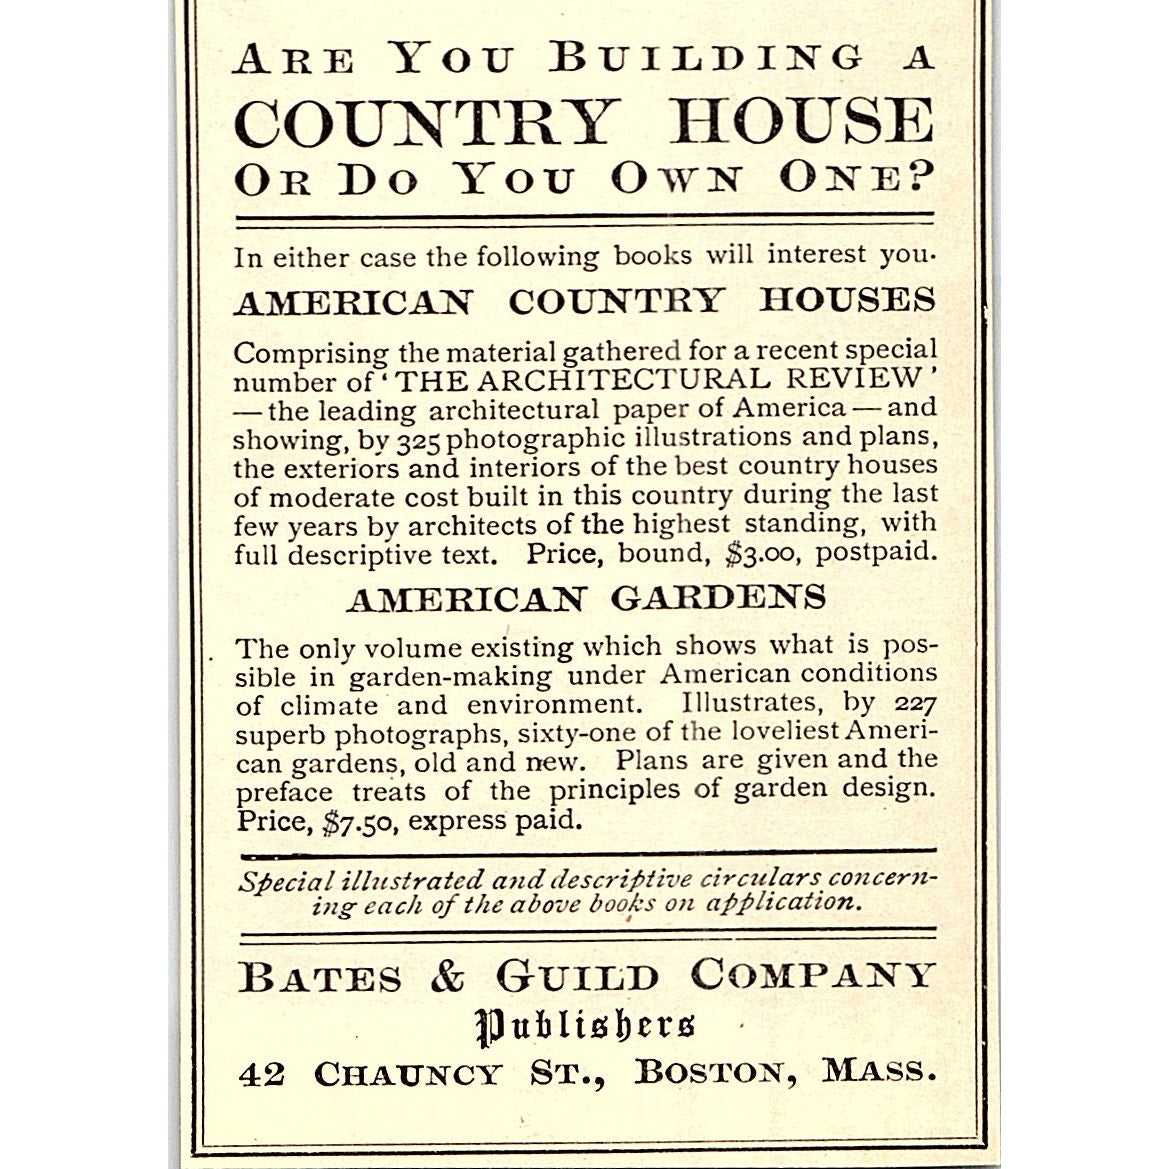 ARE YOU BUILDING A
COUNTRY HOUSE
OR DO YOU OWN ONE?
In either case the following books will interest you.
AMERICAN COUNTRY HOUSES
Comprising the material gathered for a recent special
number of ‘THE ARCHITECTURAL REVIEW’
— the leading architectural paper of America — and
showing, by 325 photographic illustrations and plans,
the exteriors and interiors of the best country houses
of moderate cost built in this country during the last
few years by architects of the highest standing, with
full descriptive text. Price, bound, $3.00, postpaid.
AMERICAN GARDENS
The only volume existing which shows what is pos-
sible in garden-making under American conditions
of climate and environment. Illustrates, by 227
superb photographs, sixty-one of the loveliest Ameri-
can gardens, old and new. Plans are given and the
preface treats of the principles of garden design.
Price, $7.50, express paid.
Special illustrated and descriptive circulars concern-
ing each of the above books on application.
BATES & GUILD COMPANY
Publishers
42 CHAUNCY ST., BOSTON, MASS.